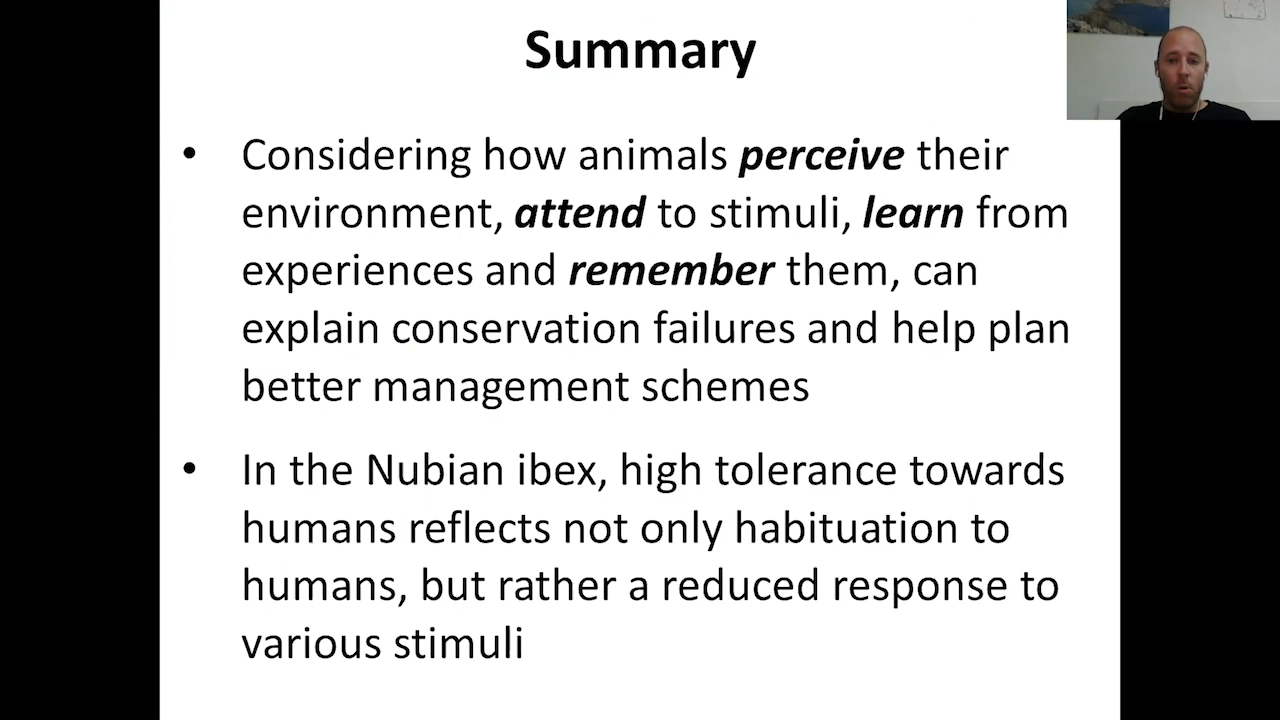 Summary
• Considering how animals perceive their
environment, attend to stimuli, learn from
experiences and remember them, can
explain conservation failures and help plan
better management schemes
• In the Nubian ibex, high tolerance towards
humans reflects not only habituation to
humans, but rather a reduced response to
various stimuli